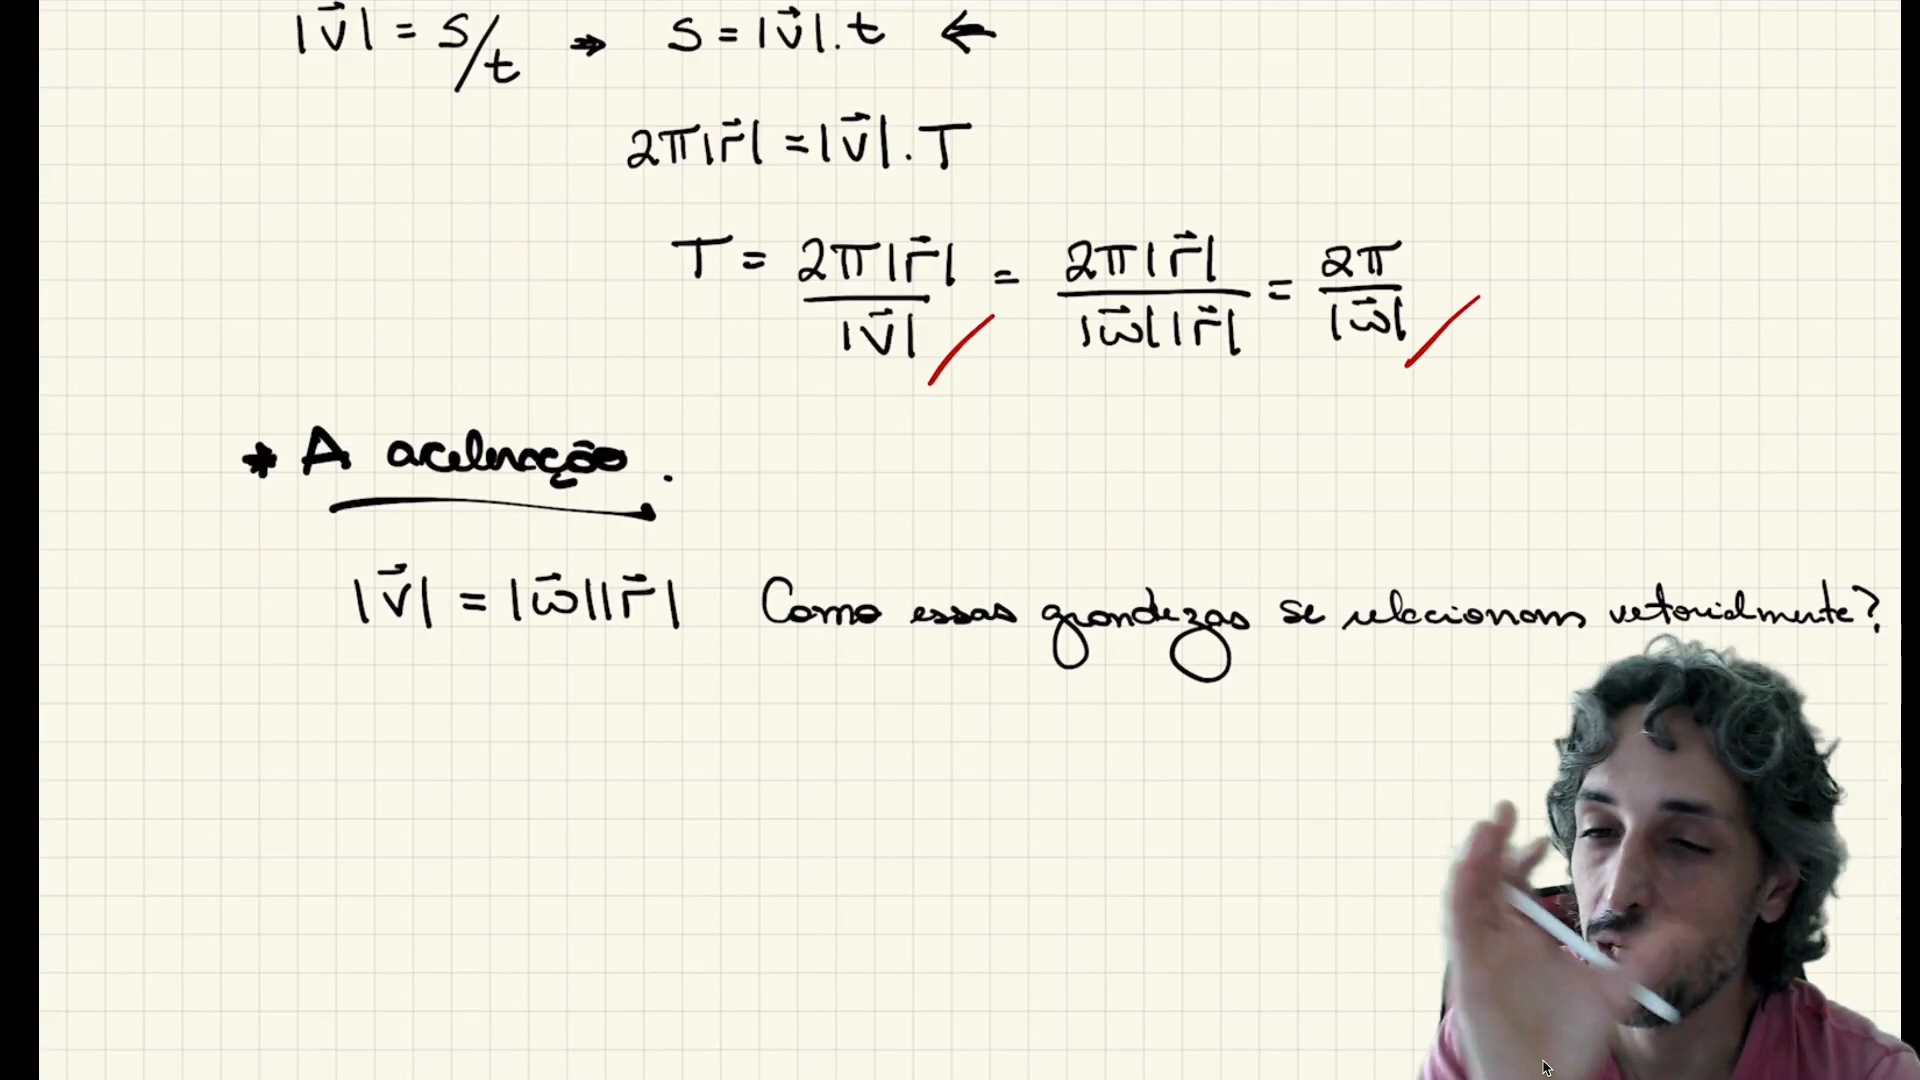 |v⃗| = s/t ⇒ s = |v⃗|.t ←
2π|r⃗| = |v⃗|.T
T = 2π|r⃗|/|v⃗| = 2π|r⃗|/|ω⃗||r⃗| = 2π/|ω⃗|
* A aceleração.
|v⃗| = |ω⃗||r⃗| Como essas grandezas se relacionam vetorialmente?